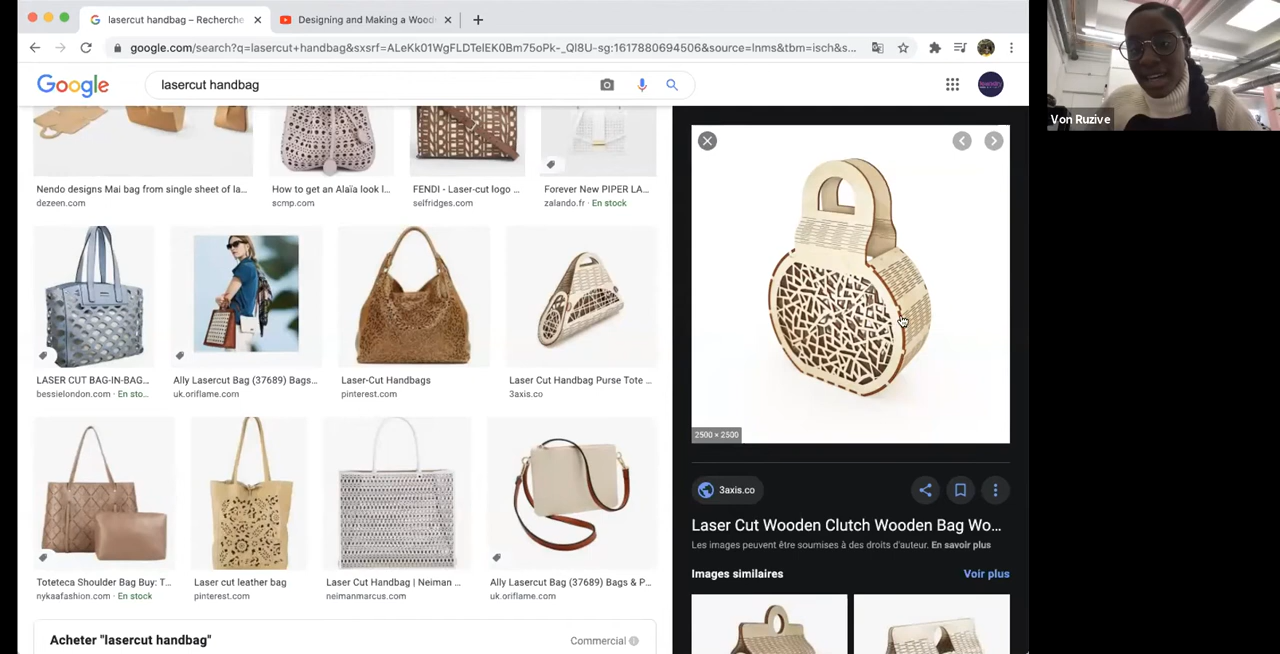 lasercut handbag – Recherche
Designing and Making a Wood
google.com/search?q=lasercut+handbag&sxsrf=ALeKk01WgFLDTelEK0Bm75oPk-_Ql8U-sg:1617880694506&source=lnms&tbm=isch&s...
Google
lasercut handbag
Von Ruzive
Nendo designs Mai bag from single sheet of la...
dezeen.com
How to get an Alaïa look l...
scmp.com
FENDI - Laser-cut logo ...
selfridges.com
Forever New PIPER LA...
zalando.fr · En stock
LASER CUT BAG-IN-BAG...
bessielondon.com · En sto...
Ally Lasercut Bag (37689) Bags...
uk.oriflame.com
Laser-Cut Handbags
pinterest.com
Laser Cut Handbag Purse Tote ...
3axis.co
Toteteca Shoulder Bag Buy: T...
nykaafashion.com · En stock
Laser cut leather bag
pinterest.com
Laser Cut Handbag | Neiman ...
neimanmarcus.com
Ally Lasercut Bag (37689) Bags & P...
uk.oriflame.com
Acheter "lasercut handbag"
Commercial
2500 × 2500
3axis.co
Laser Cut Wooden Clutch Wooden Bag Wo...
Les images peuvent être soumises à des droits d'auteur. En savoir plus
Images similaires
Voir plus